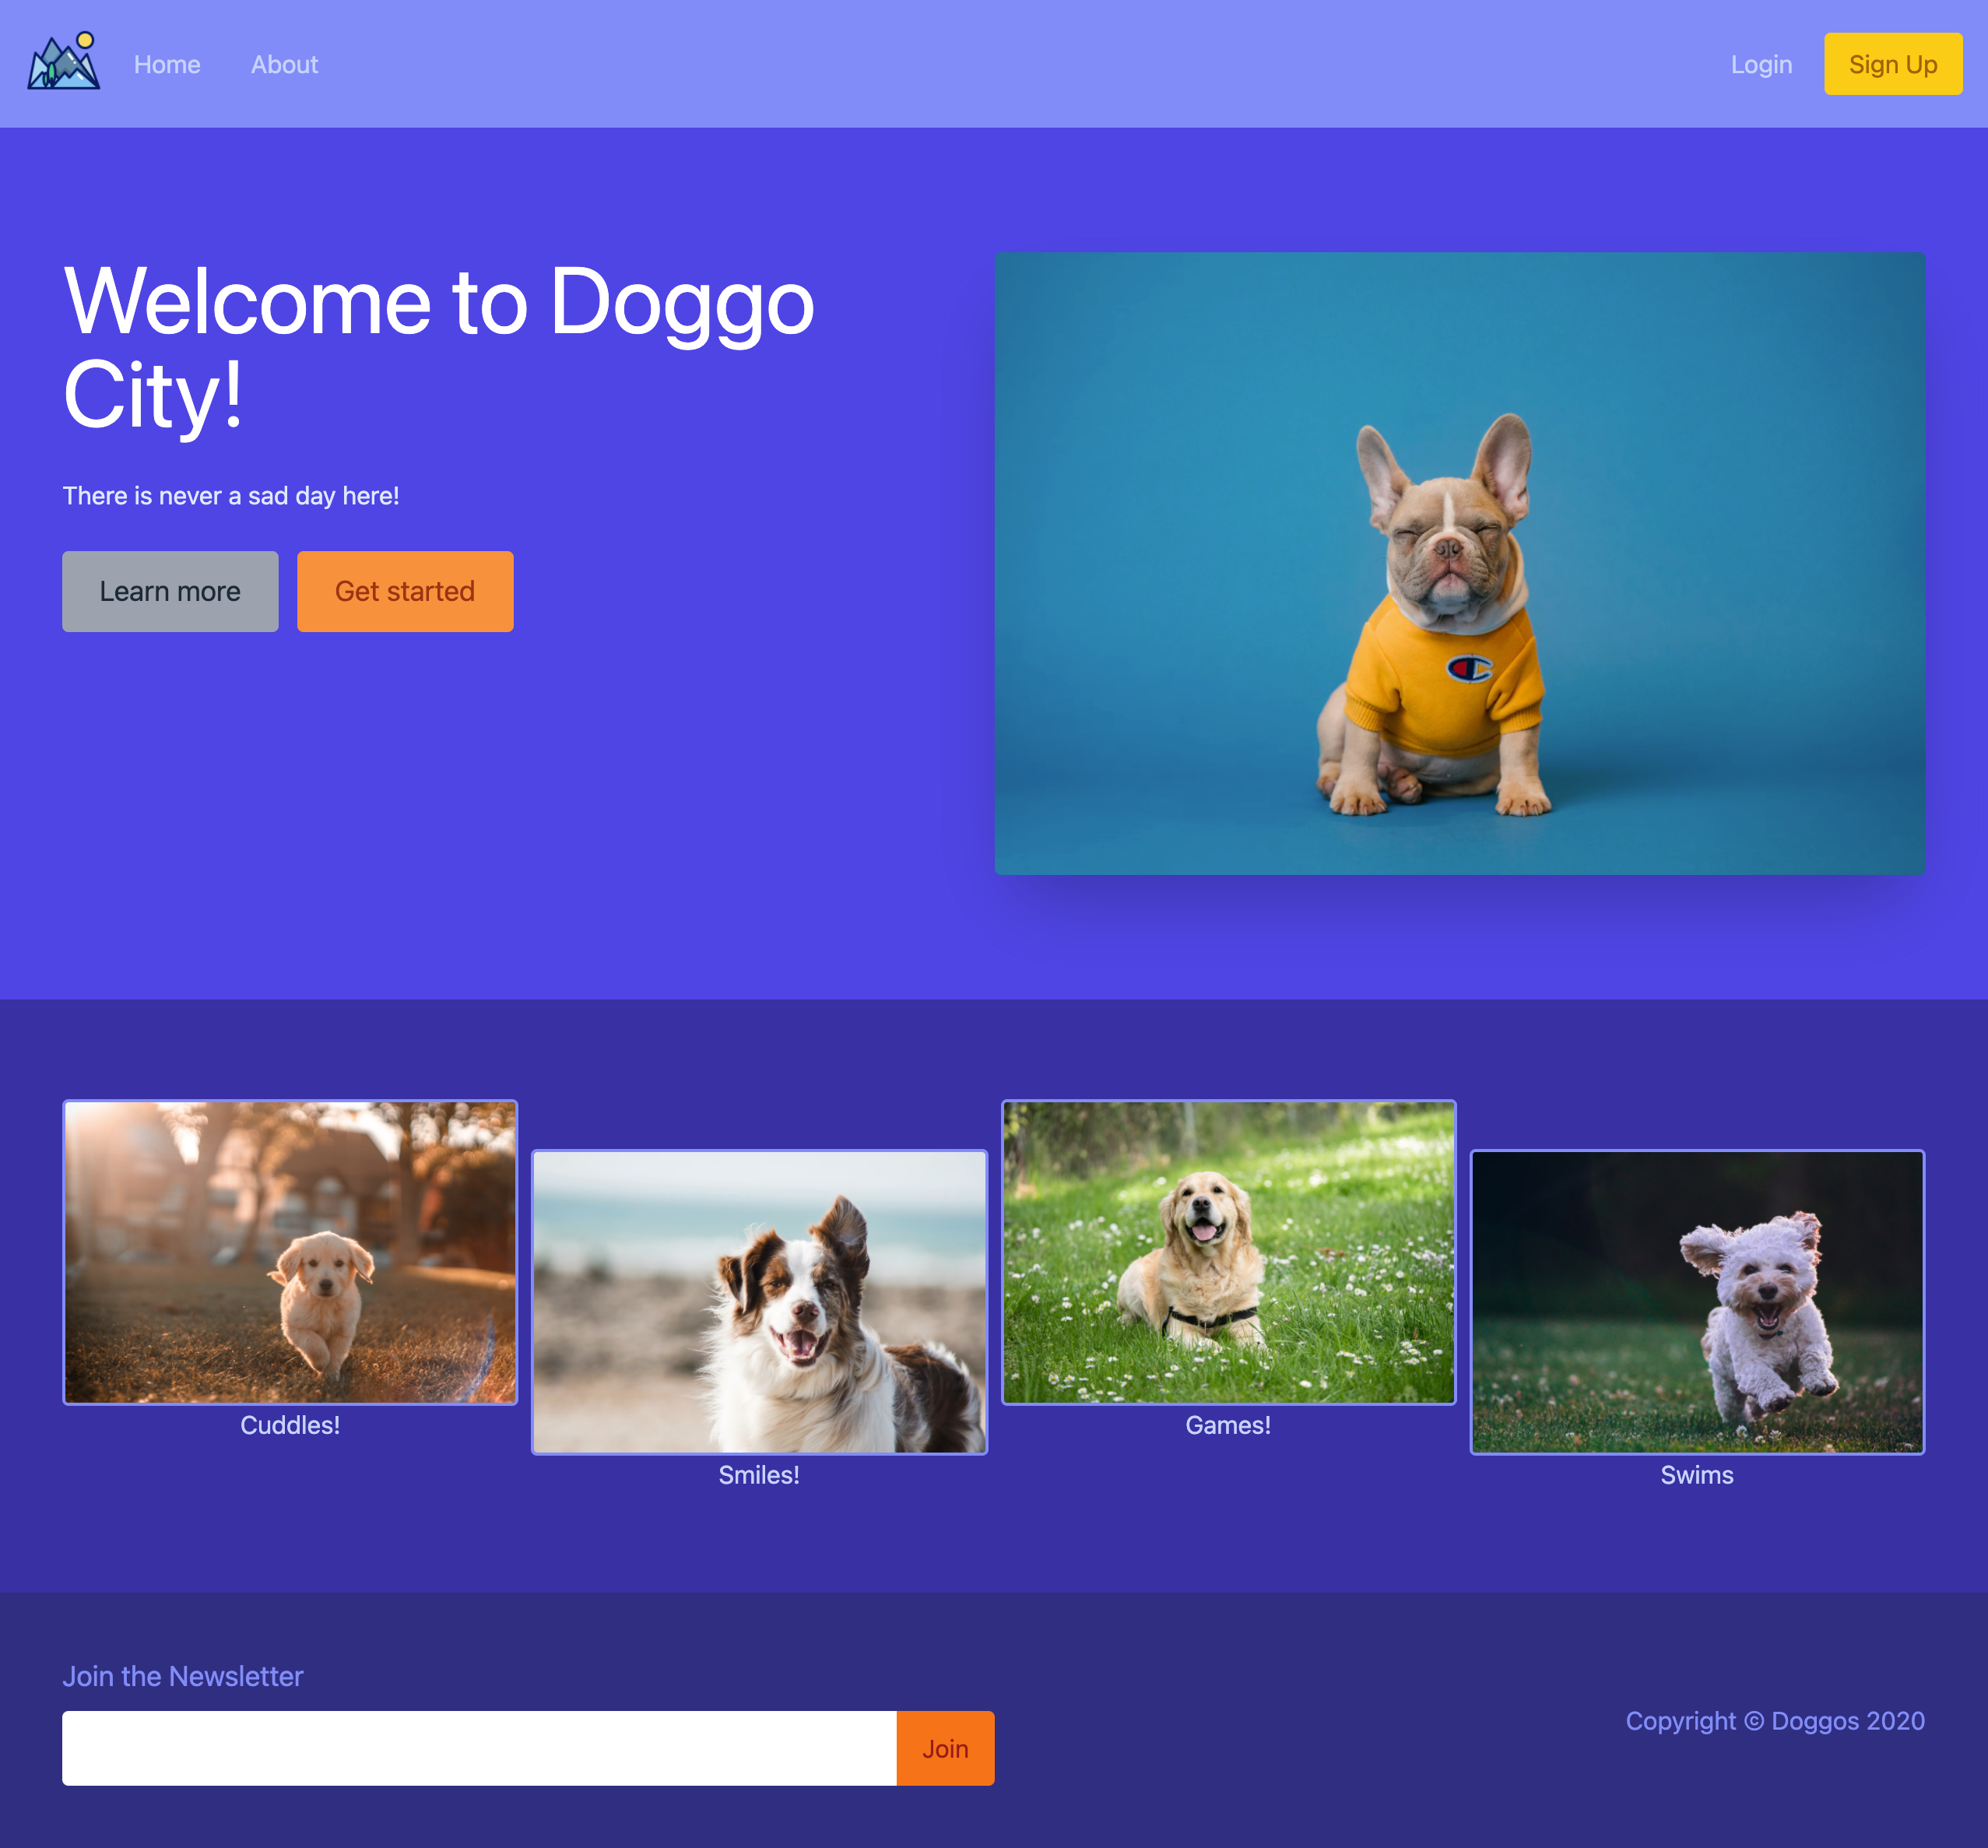 Home About Login Sign Up
Welcome to Doggo
City!
There is never a sad day here!
Learn more Get started
Cuddles!
Smiles!
Games!
Swims
Join the Newsletter
Join
Copyright © Doggos 2020